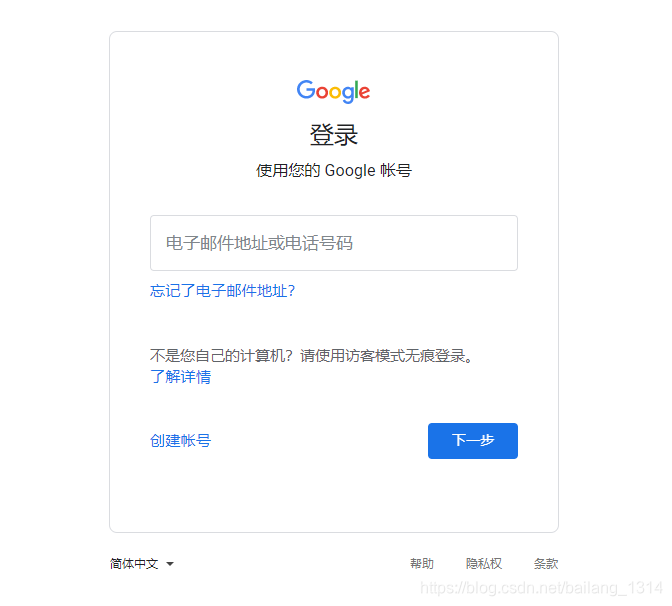 Google
登录
使用您的 Google 帐号
电子邮件地址或电话号码
忘记了电子邮件地址？
不是您自己的计算机？请使用访客模式无痕登录。
了解详情
创建帐号
下一步
简体中文
帮助
隐私权
条款
https://blog.csdn.net/bailang_1314